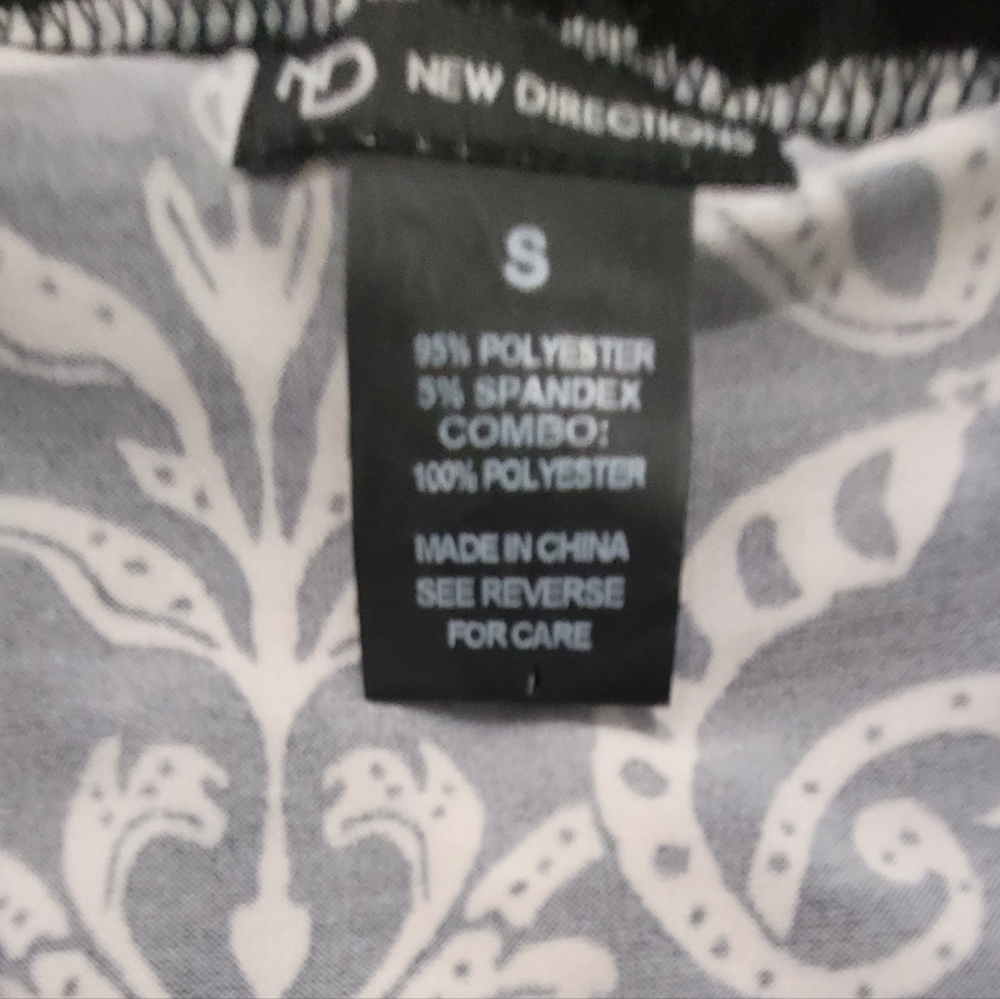 ND NEW DIRECTIONS
S
95% POLYESTER
5% SPANDEX
COMBO:
100% POLYESTER
MADE IN CHINA
SEE REVERSE
FOR CARE